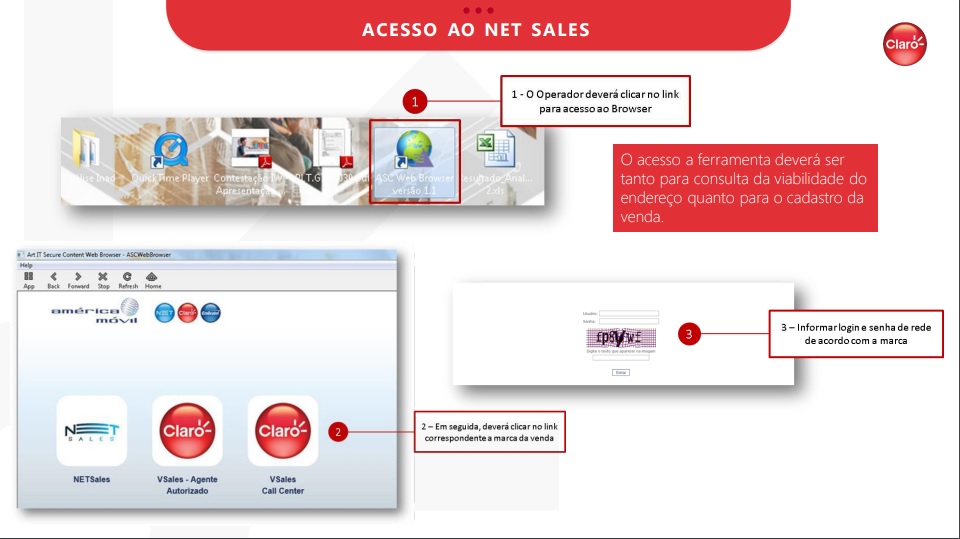 ACESSO AO NET SALES
Claro
1 - O Operador deverá clicar no link
para acesso ao Browser
1
QuickTime Player
Contestação
Apresentaç
ASC Web Browser
versão 1.1
Resultado_Anal...
2.xls
O acesso a ferramenta deverá ser
tanto para consulta da viabilidade do
endereço quanto para o cadastro da
venda.
Art IT Secure Content Web Browser - ASCWebBrowser
Help
App Back Forward Stop Refresh Home
américa
móvil
NET Claro Embratel
NET
SALES
Claro
Claro
NETSales
VSales - Agente
Autorizado
VSales
Call Center
2
2 – Em seguida, deverá clicar no link
correspondente a marca da venda
Usuário:
Senha:
Digite o texto que aparece na imagem
Entrar
3
3 – Informar login e senha de rede
de acordo com a marca